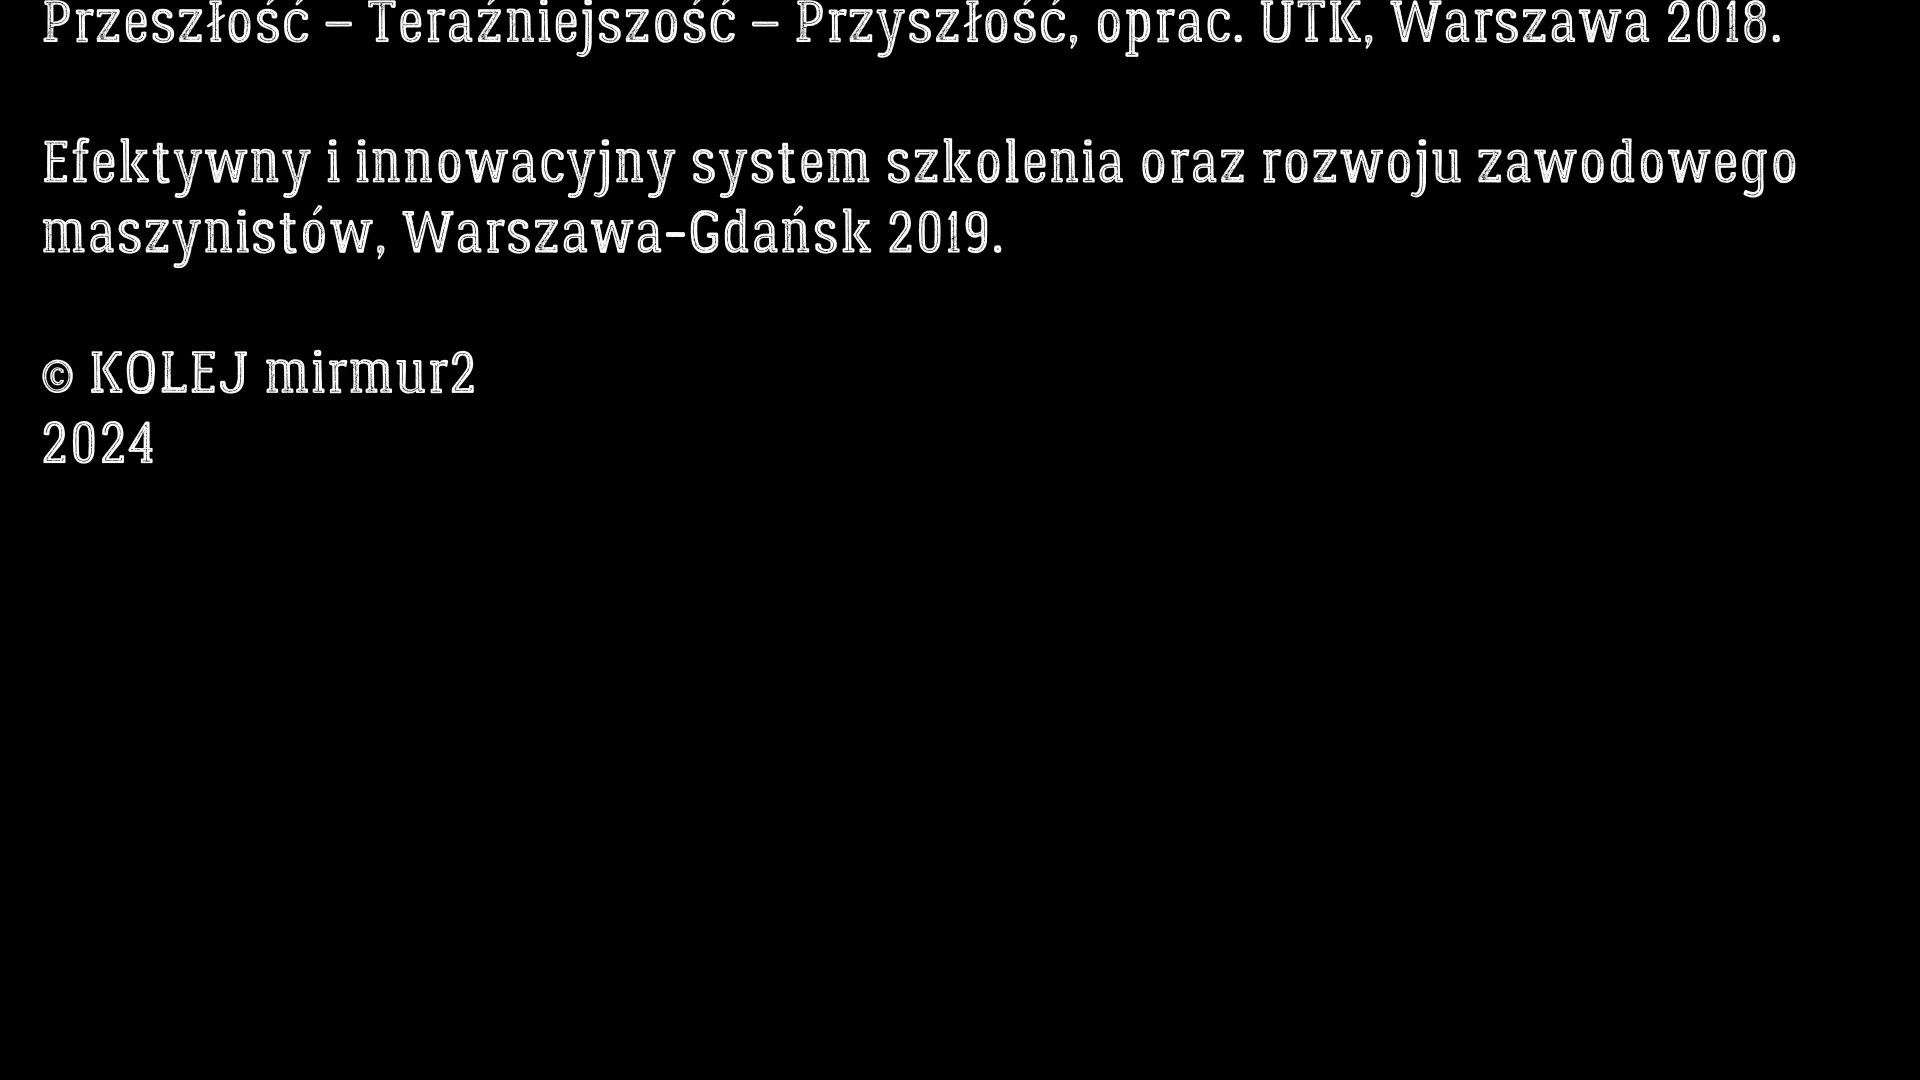 Przeszłość – Teraźniejszość – Przyszłość, oprac. UTK, Warszawa 2018.
Efektywny i innowacyjny system szkolenia oraz rozwoju zawodowego
maszynistów, Warszawa-Gdańsk 2019.
© KOLEJ mirmur2
2024